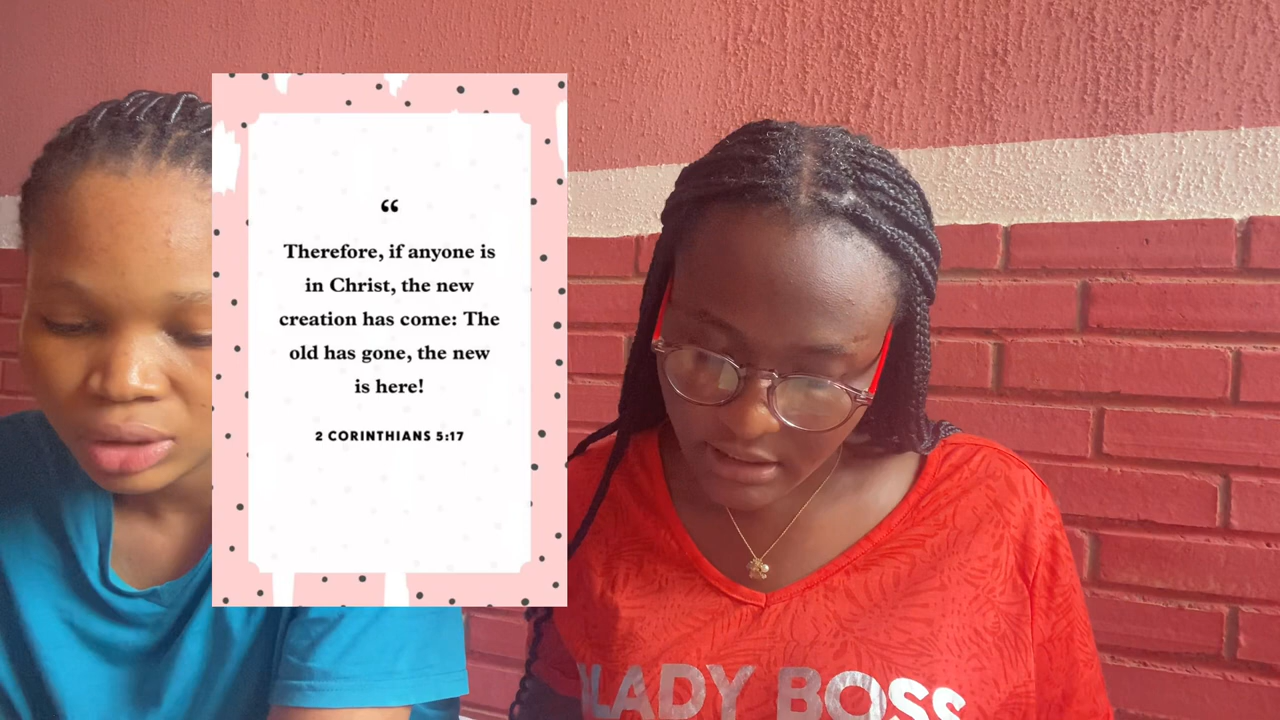 “
Therefore, if anyone is
in Christ, the new
creation has come: The
old has gone, the new
is here!
2 CORINTHIANS 5:17
LADY BOSS